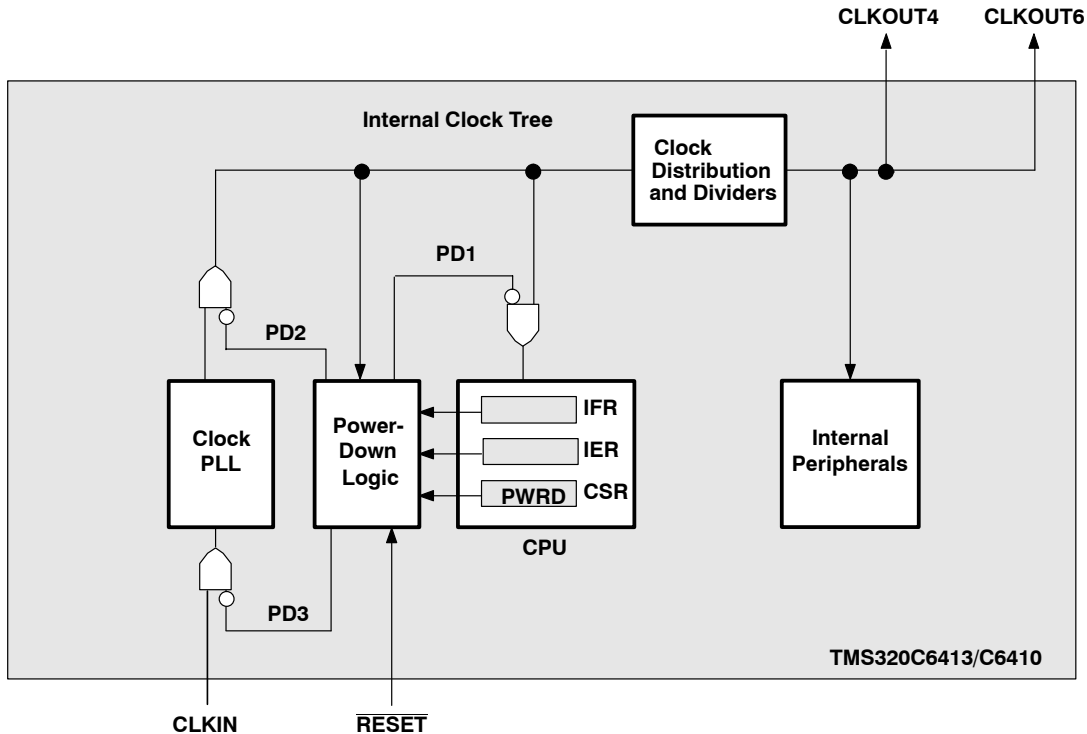 CLKOUT4
CLKOUT6
Internal Clock Tree
Clock
Distribution
and Dividers
PD1
PD2
Clock
PLL
Power-
Down
Logic
IFR
IER
PWRD
CSR
CPU
Internal
Peripherals
PD3
TMS320C6413/C6410
CLKIN
RESET